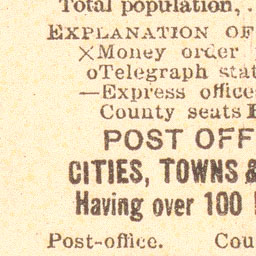 Total population, .
EXPLANATION OF
×Money order
oTelegraph stat
—Express office
County seats
POST OFF
CITIES, TOWNS &
Having over 100
Post-office. Cou